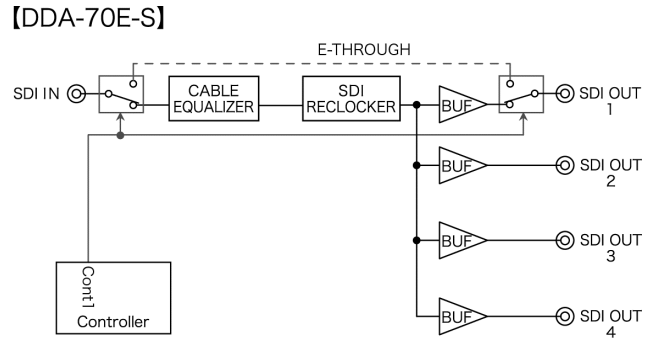 【DDA-70E-S】
E-THROUGH
SDI IN
CABLE
EQUALIZER
SDI
RECLOCKER
BUF
SDI OUT
1
BUF
SDI OUT
2
BUF
SDI OUT
3
BUF
SDI OUT
4
Cont1
Controller